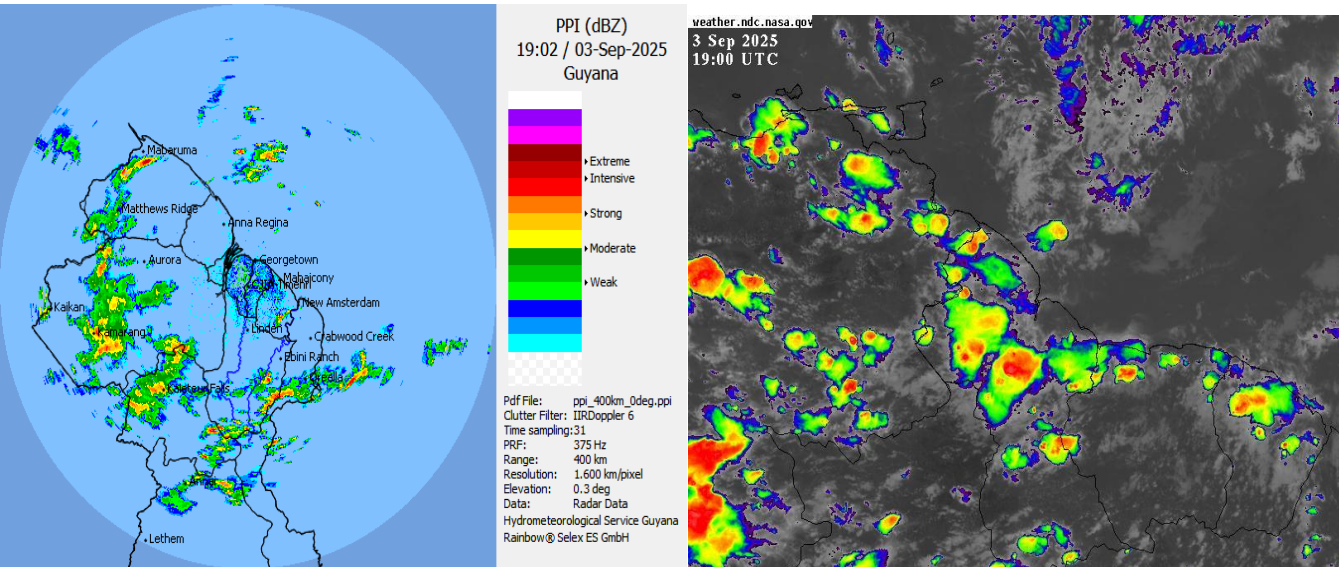 Mabaruma
Matthews Ridge
Anna Regina
Aurora
Georgetown
Mahaicony
Timehri
New Amsterdam
Kaikan
Linden
Kamarang
Crabwood Creek
Ebini Ranch
Kaieteur Falls
Annai
Lethem
PPI (dBZ)
19:02 / 03-Sep-2025
Guyana
Extreme
Intensive
Strong
Moderate
Weak
Pdf File: ppi_400km_0deg.ppi
Clutter Filter: IIRDoppler 6
Time sampling:31
PRF: 375 Hz
Range: 400 km
Resolution: 1.600 km/pixel
Elevation: 0.3 deg
Data: Radar Data
Hydrometeorological Service Guyana
Rainbow® Selex ES GmbH
weather.ndc.nasa.gov
3 Sep 2025
19:00 UTC